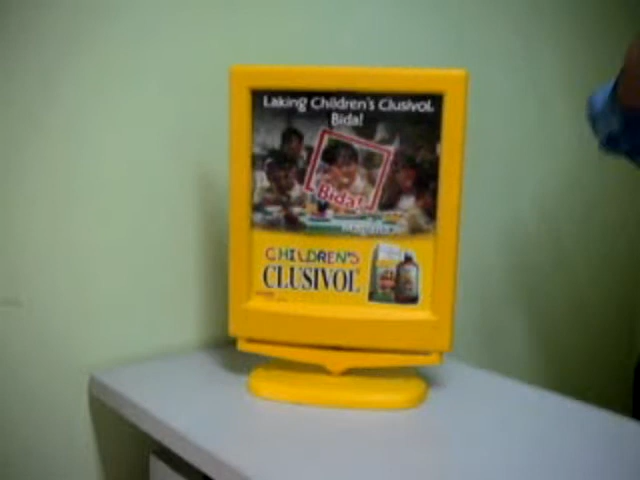 Laking Children's Clusivol.
Bida!
Bida!
CHILDREN'S
CLUSIVOL